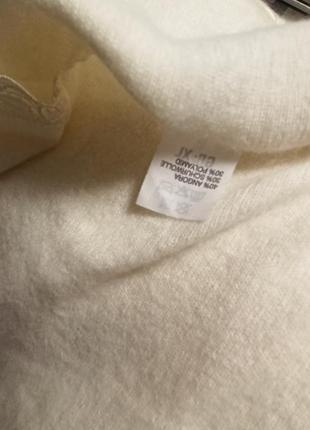 40% ANGORA
30% SCHURWOLLE
30% POLYAMID